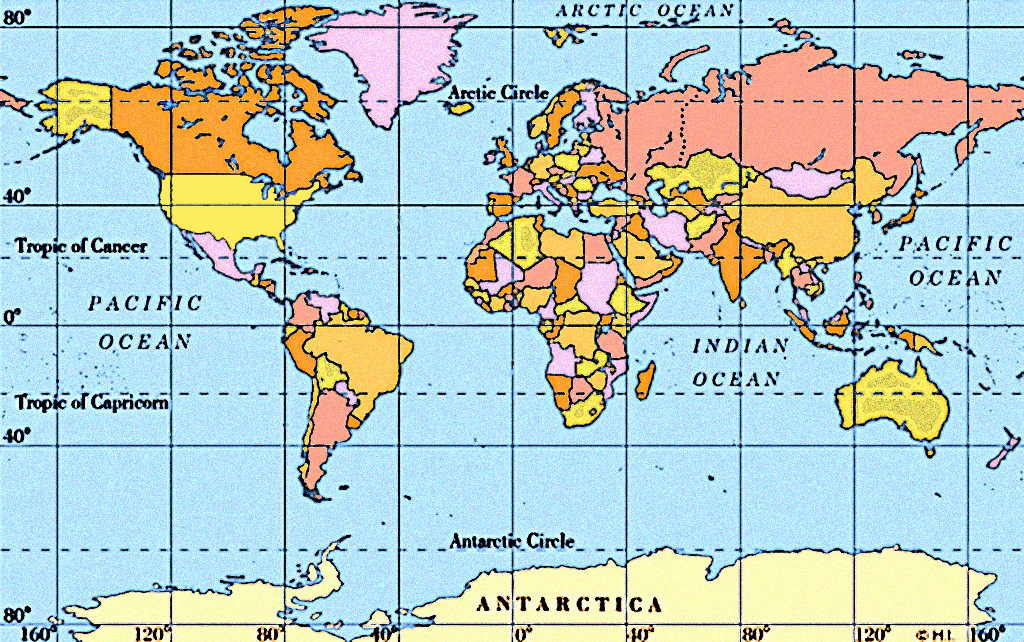 ARCTIC OCEAN
80°
Arctic Circle
40°
Tropic of Cancer
PACIFIC
OCEAN
PACIFIC
OCEAN
0°
INDIAN
OCEAN
Tropic of Capricorn
40°
Antarctic Circle
ANTARCTICA
80°
160° 120° 80° 40° 0° 40° 80° 120° © H.I. 160°